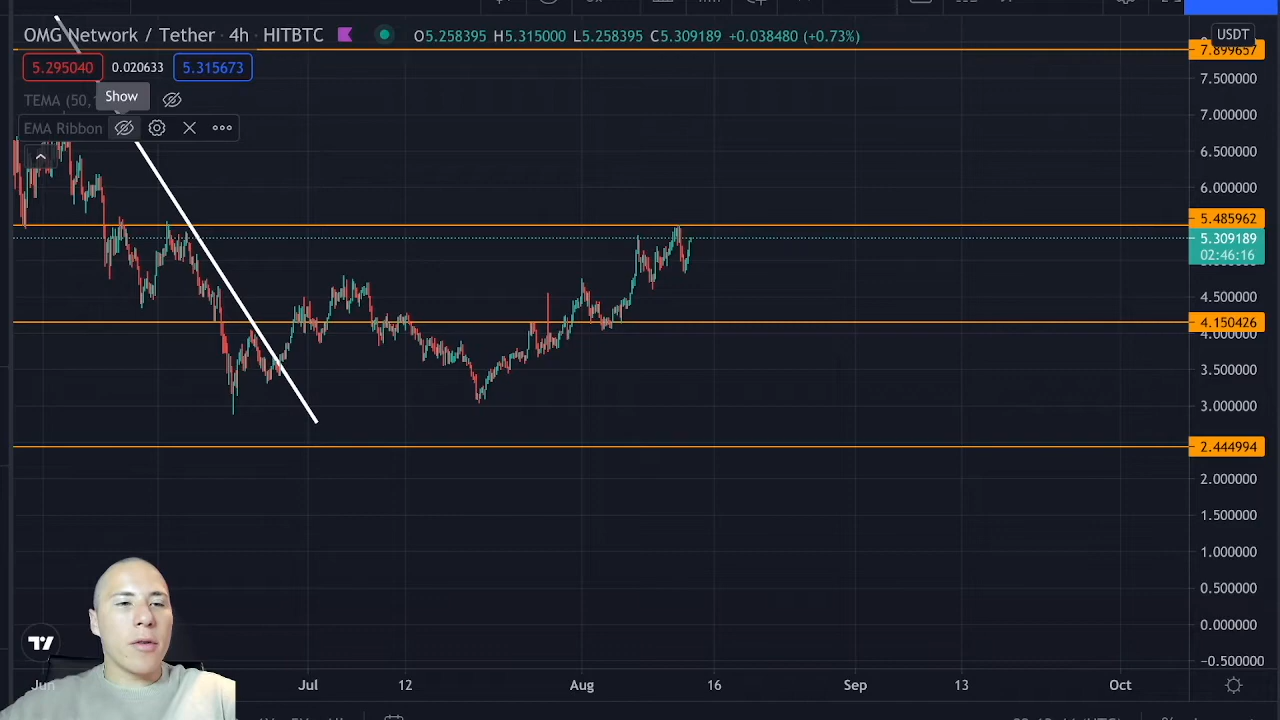 OMG Network / Tether · 4h · HITBTC O5.258395 H5.315000 L5.258395 C5.309189 +0.038480 (+0.73%)
USDT
7.899657
5.295040 0.020633 5.315673
7.500000
Show
TEMA (50,
7.000000
EMA Ribbon
6.500000
6.000000
5.485962
5.309189
02:46:16
4.500000
4.150426
4.000000
3.500000
3.000000
2.444994
2.000000
1.500000
1.000000
0.500000
0.000000
−0.500000
Jun Jul 12 Aug 16 Sep 13 Oct